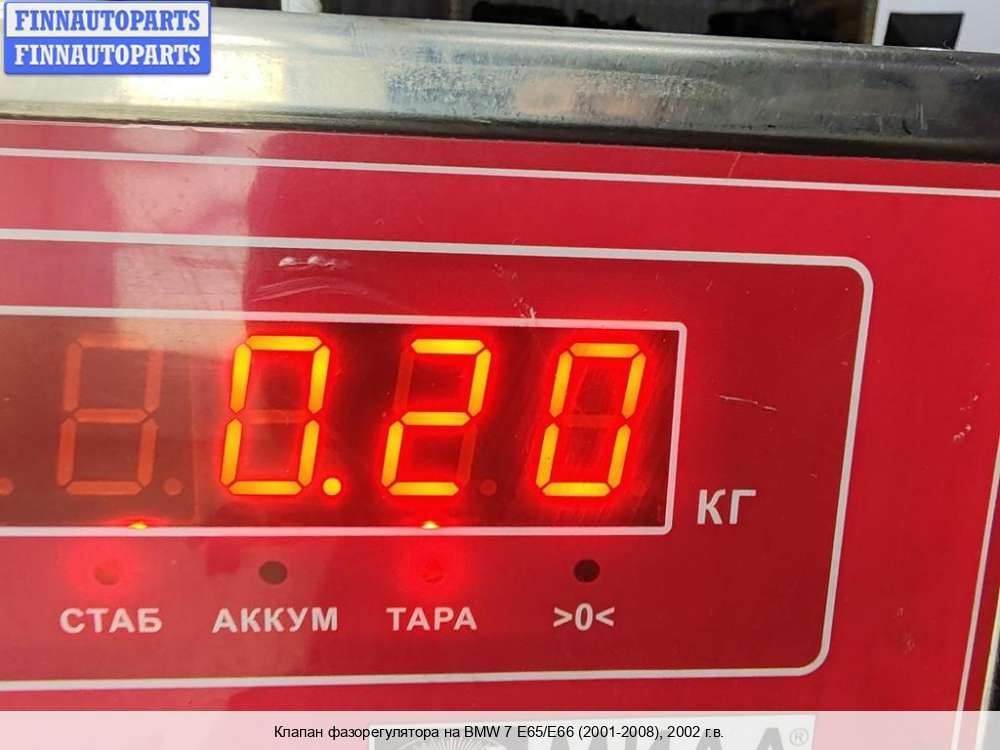 FINNAUTOPARTS
FINNAUTOPARTS
0.20
КГ
СТАБ АККУМ ТАРА >0<
Клапан фазорегулятора на BMW 7 E65/E66 (2001-2008), 2002 г.в.